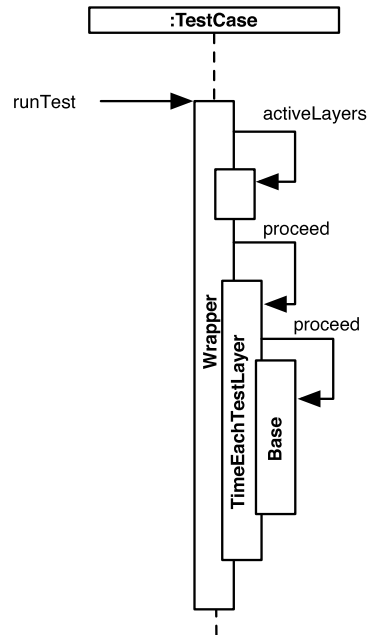 :TestCase
runTest
activeLayers
proceed
proceed
Wrapper
TimeEachTestLayer
Base